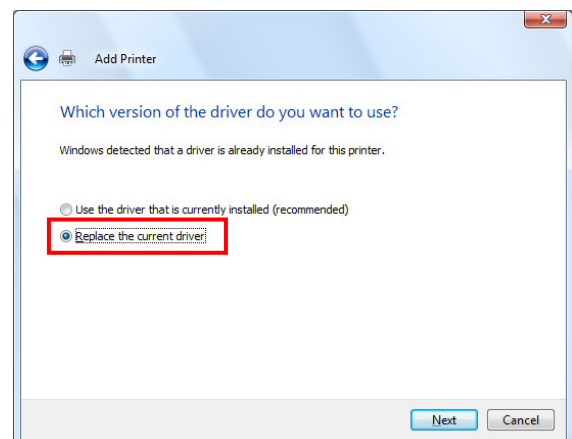 Add Printer
Which version of the driver do you want to use?
Windows detected that a driver is already installed for this printer.
Use the driver that is currently installed (recommended)
Replace the current driver
Next Cancel